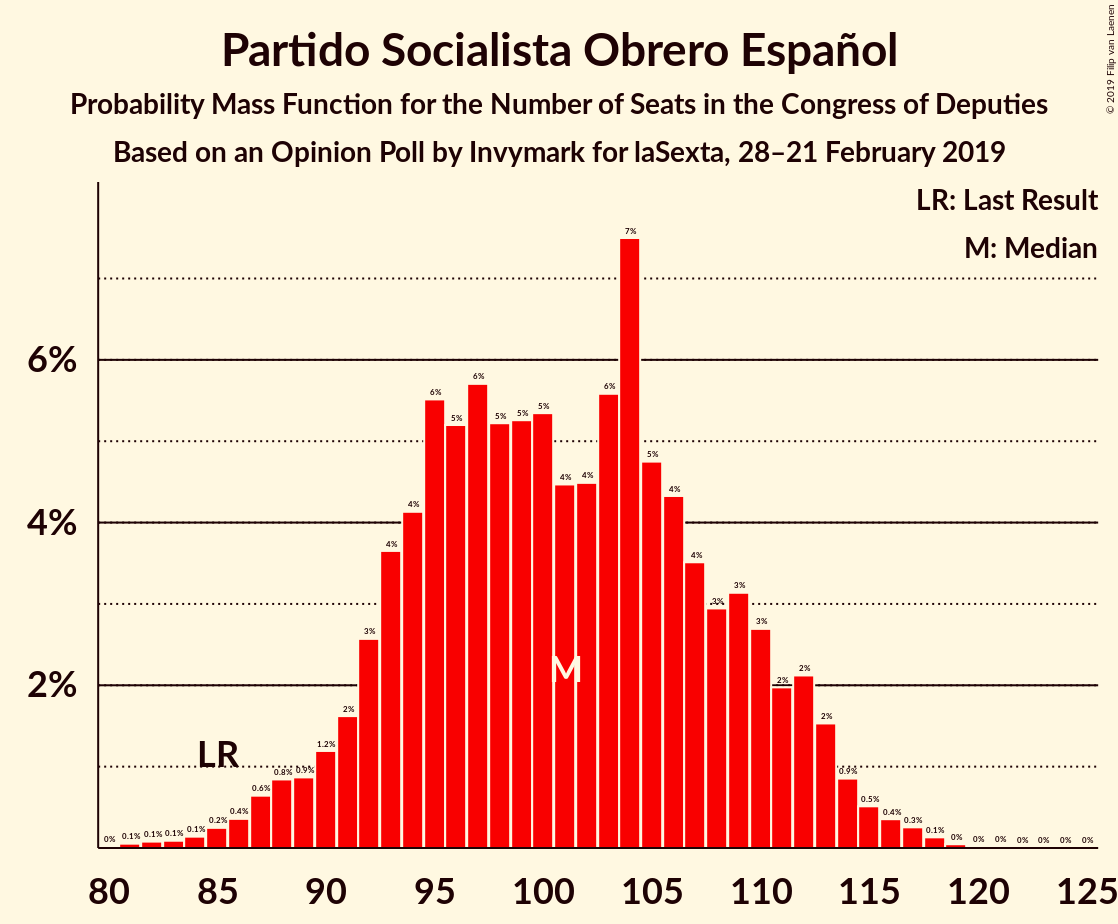 Partido Socialista Obrero Español
Probability Mass Function for the Number of Seats in the Congress of Deputies
Based on an Opinion Poll by Invymark for laSexta, 28–21 February 2019
© 2019 Filip van Laenen
LR: Last Result
M: Median
7%
6%
6% 5% 6% 5% 5% 5% 4% 4% 6% 5% 4%
4%
4% 4% 4%
3% 3% 3% 3%
2%
2% 2% 2% 2%
M
LR
0% 0.1% 0.1% 0.1% 0.1% 0.2% 0.4% 0.6% 0.8% 0.9% 1.2% 0.9% 0.5% 0.4% 0.3% 0.1% 0% 0% 0% 0% 0% 0% 0%
80 85 90 95 100 105 110 115 120 125